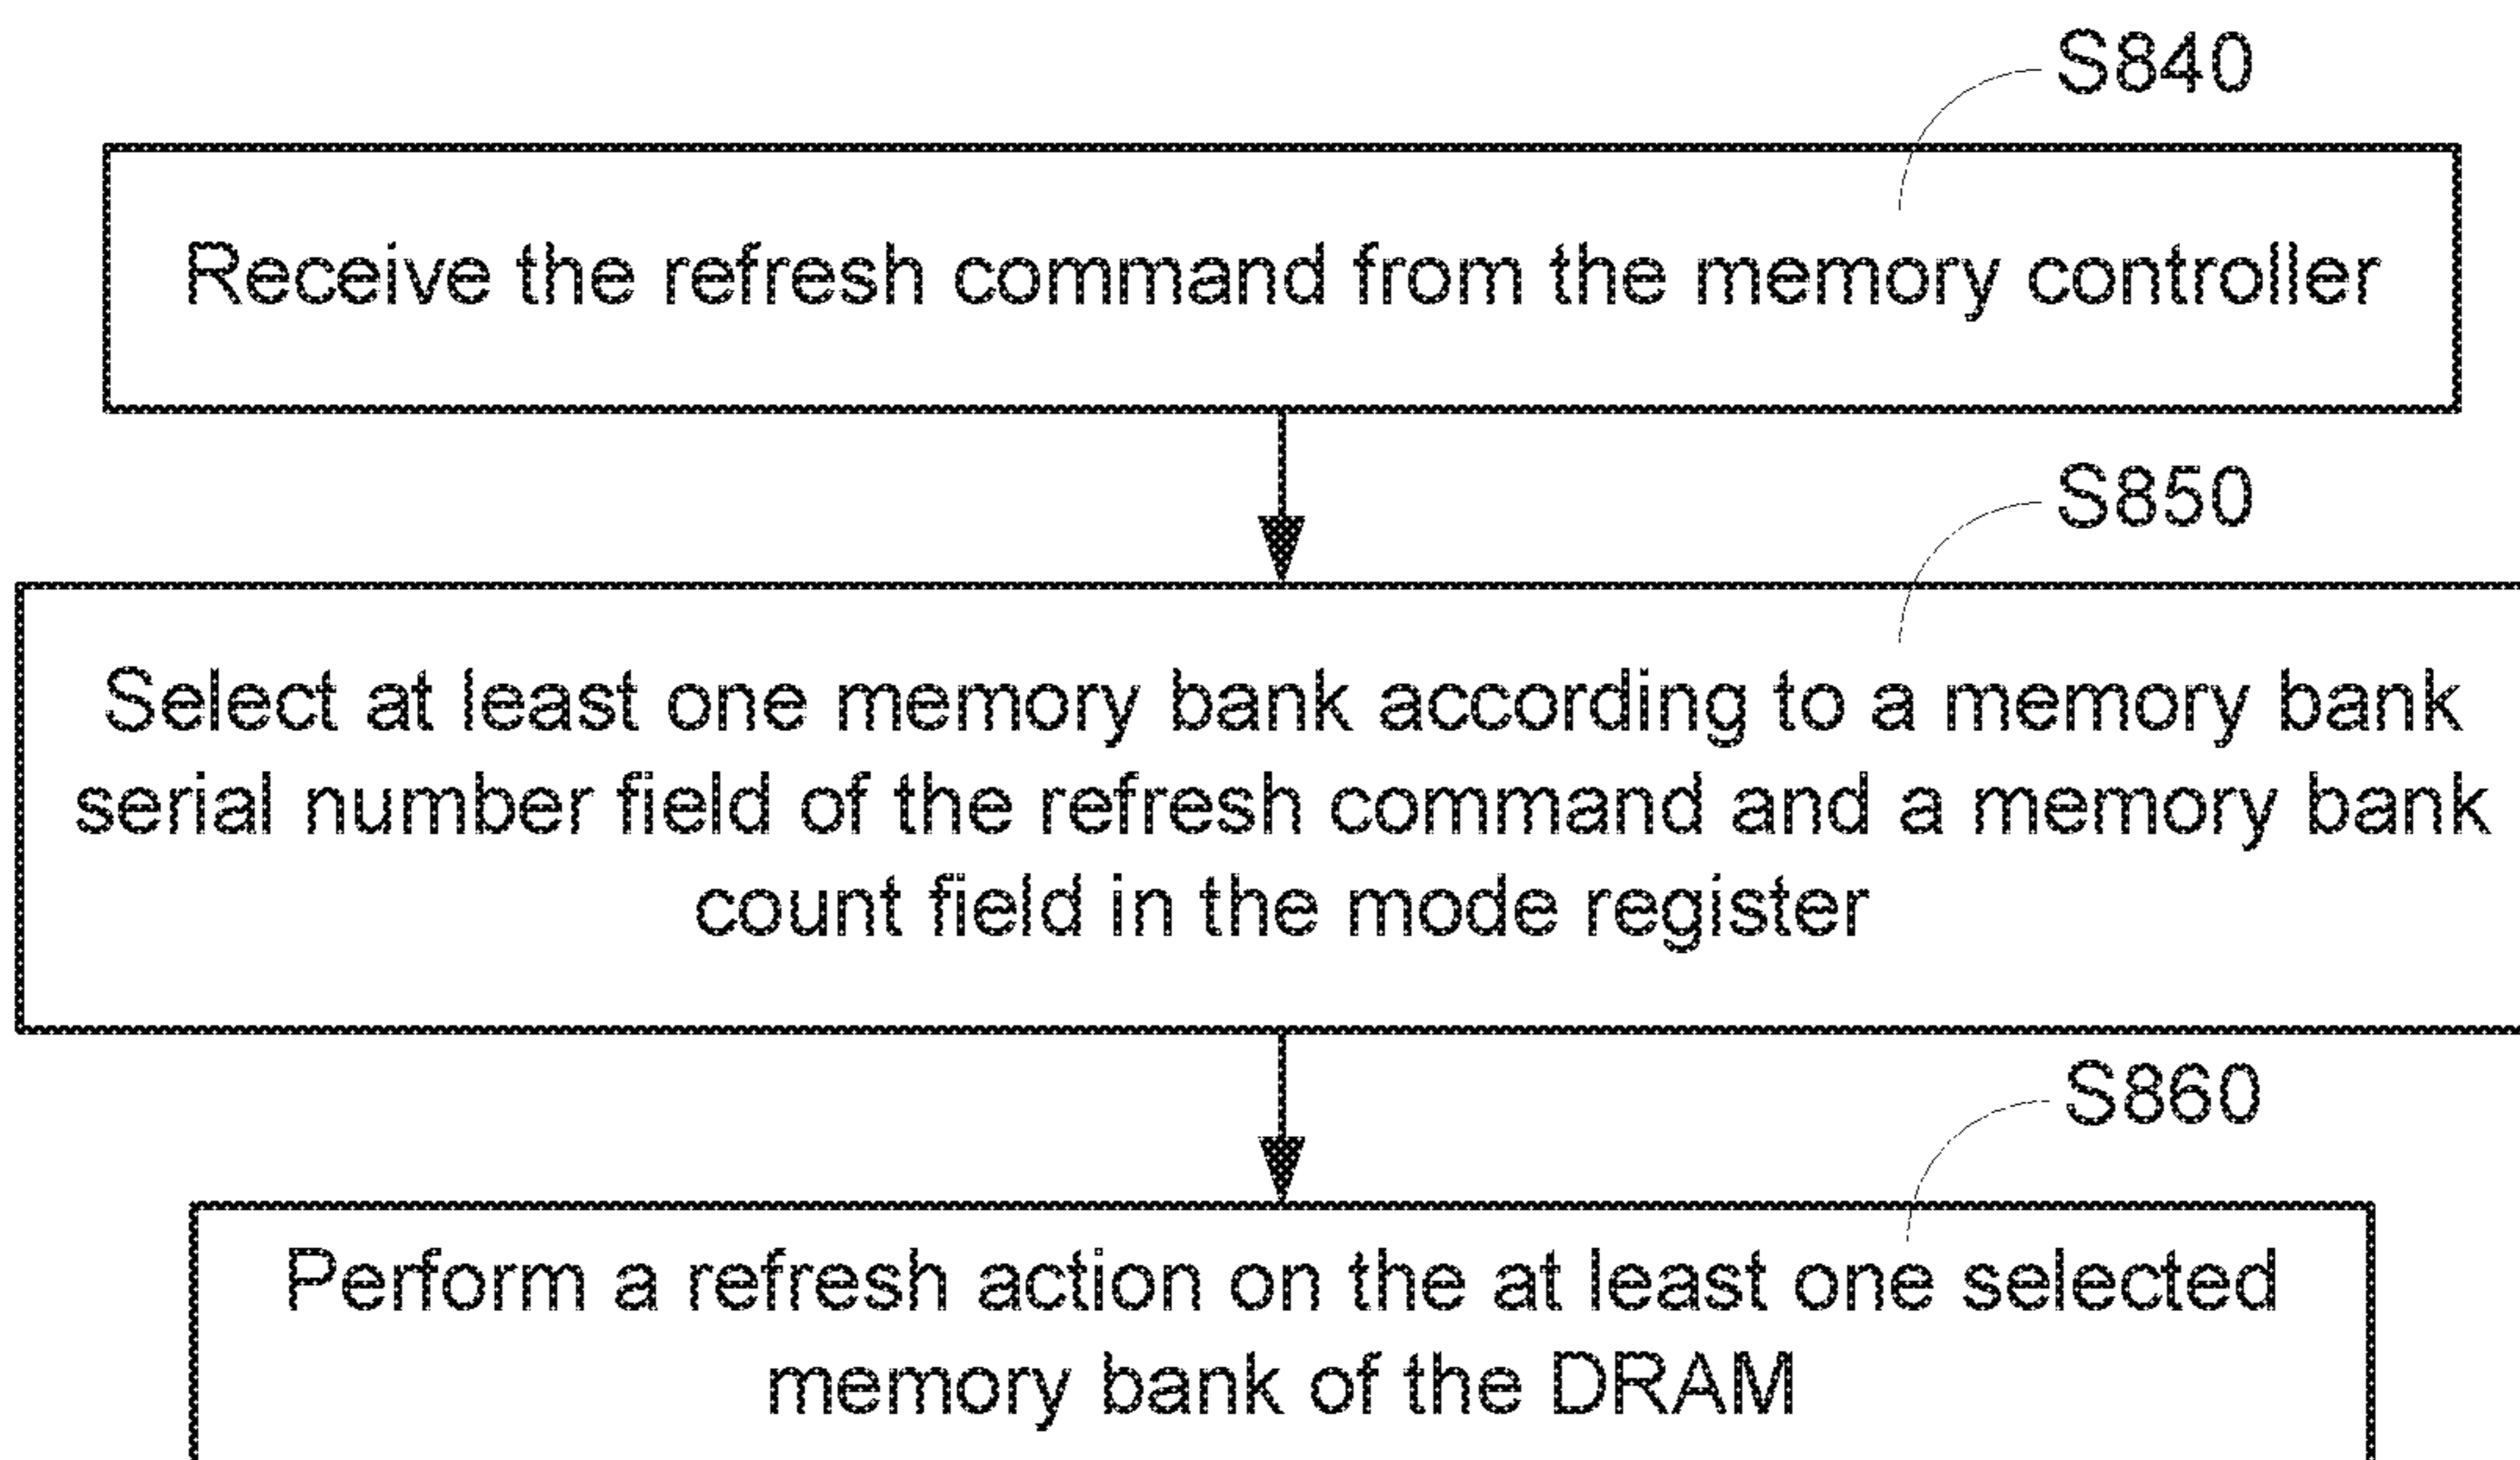 S840
Receive the refresh command from the memory controller
S850
Select at least one memory bank according to a memory bank
serial number field of the refresh command and a memory bank
count field in the mode register
S860
Perform a refresh action on the at least one selected
memory bank of the DRAM